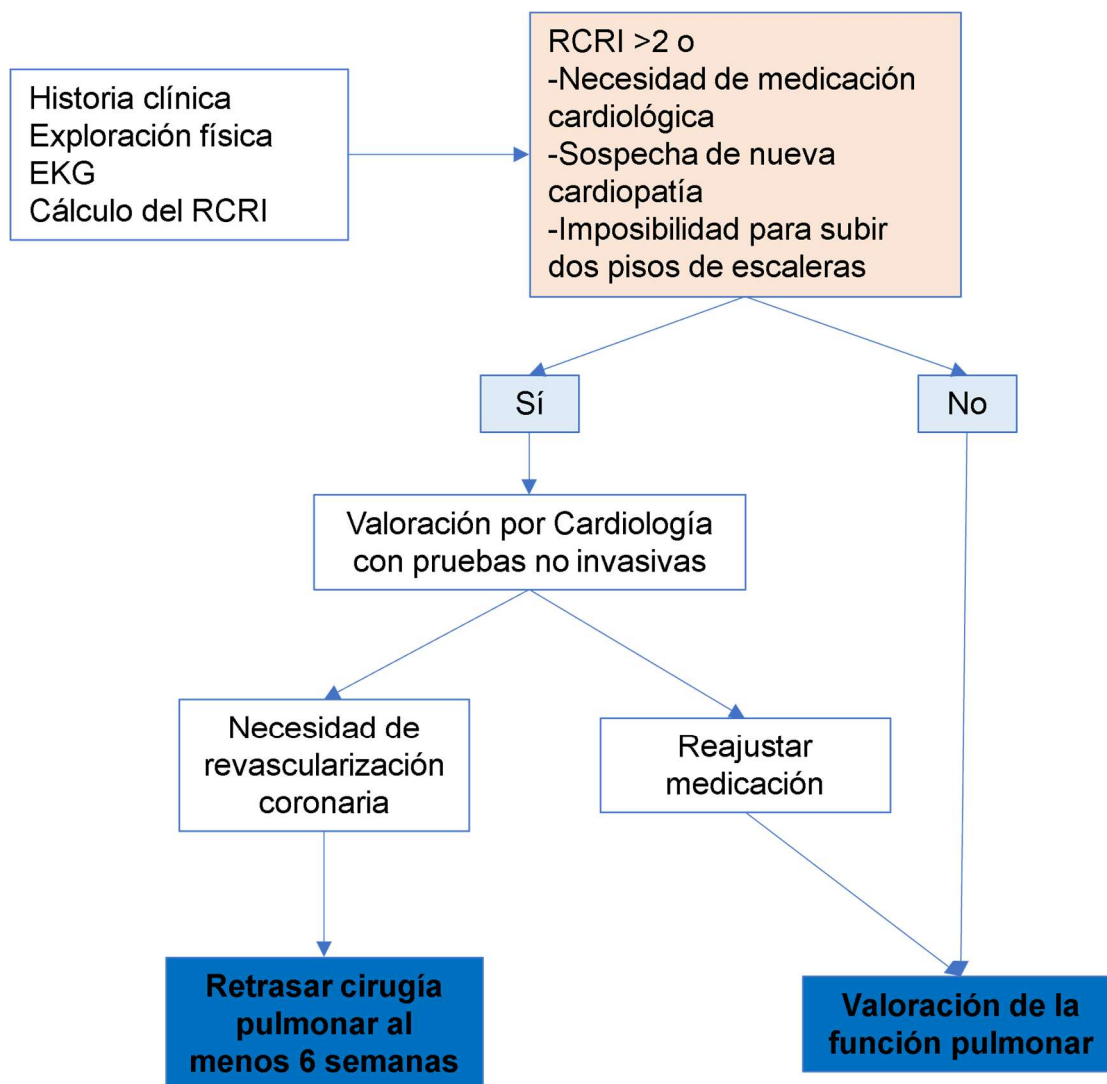 Historia clínica
Exploración física
EKG
Cálculo del RCRI
RCRI >2 o
-Necesidad de medicación
cardiológica
-Sospecha de nueva
cardiopatía
-Imposibilidad para subir
dos pisos de escaleras
Sí
No
Valoración por Cardiología
con pruebas no invasivas
Necesidad de
revascularización
coronaria
Reajustar
medicación
Retrasar cirugía
pulmonar al
menos 6 semanas
Valoración de la
función pulmonar